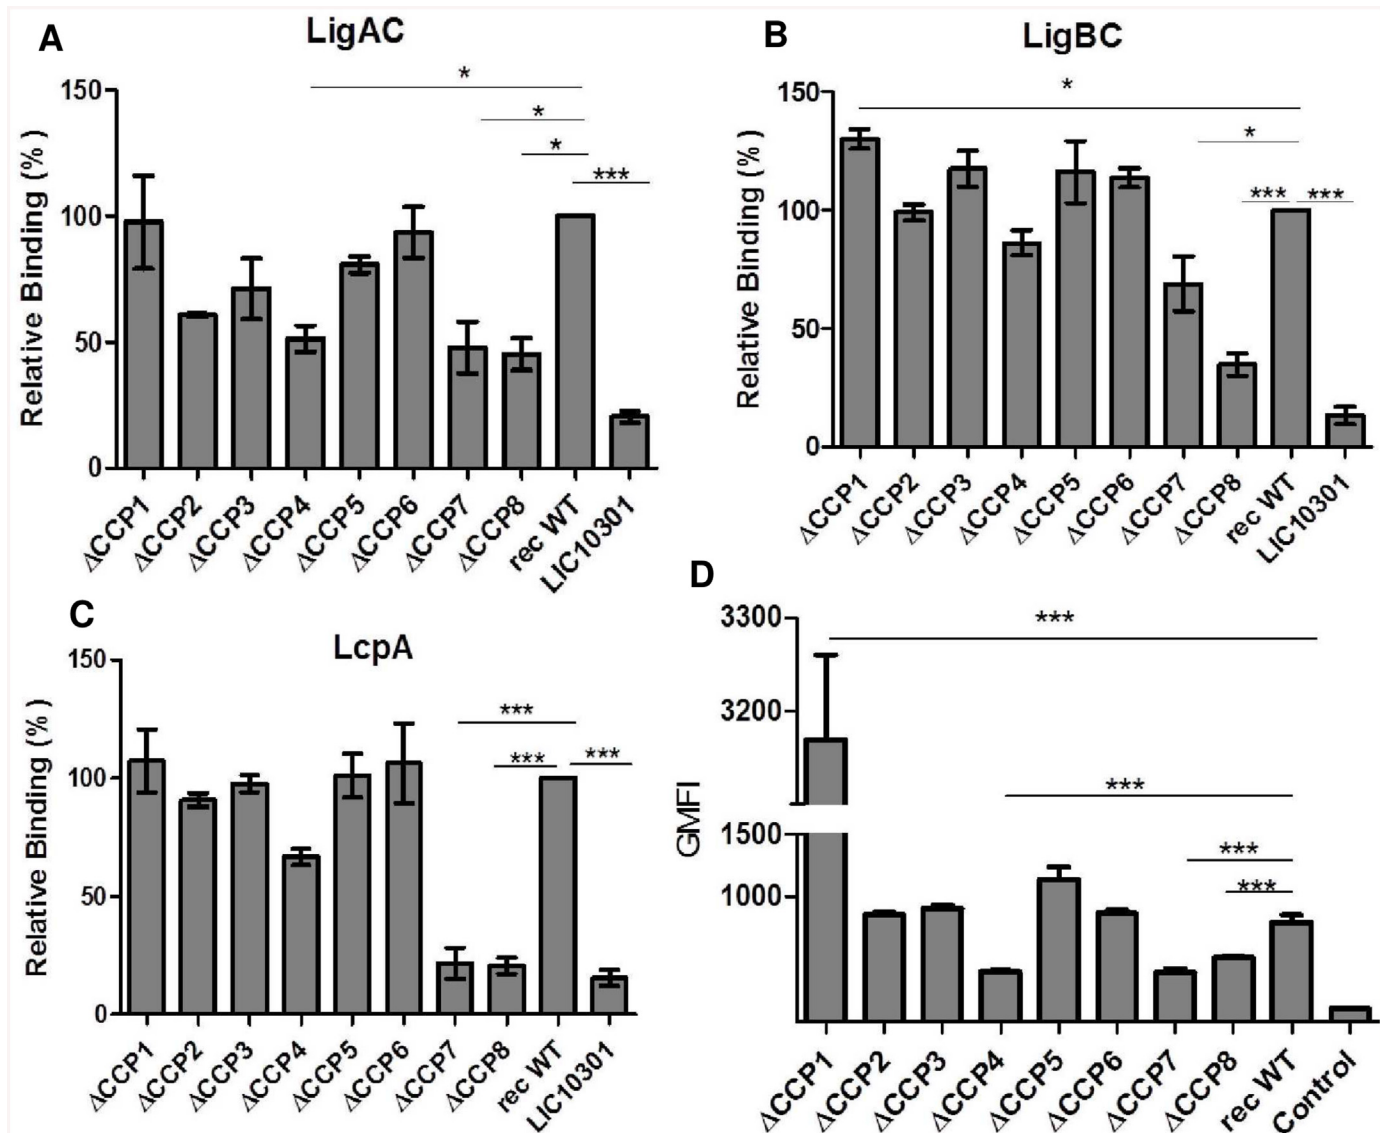 A
LigAC
*
*
*
***
150
100
50
0
Relative Binding (%)
ΔCCP1
ΔCCP2
ΔCCP3
ΔCCP4
ΔCCP5
ΔCCP6
ΔCCP7
ΔCCP8
rec WT
LIC10301
B
LigBC
*
*
*** ***
150
100
50
0
Relative Binding (%)
ΔCCP1
ΔCCP2
ΔCCP3
ΔCCP4
ΔCCP5
ΔCCP6
ΔCCP7
ΔCCP8
rec WT
LIC10301
C
LcpA
***
*** ***
150
100
50
0
Relative Binding (%)
ΔCCP1
ΔCCP2
ΔCCP3
ΔCCP4
ΔCCP5
ΔCCP6
ΔCCP7
ΔCCP8
rec WT
LIC10301
D
***
***
***
***
3300
3200
1500
1000
GMFI
ΔCCP1
ΔCCP2
ΔCCP3
ΔCCP4
ΔCCP5
ΔCCP6
ΔCCP7
ΔCCP8
rec WT
Control